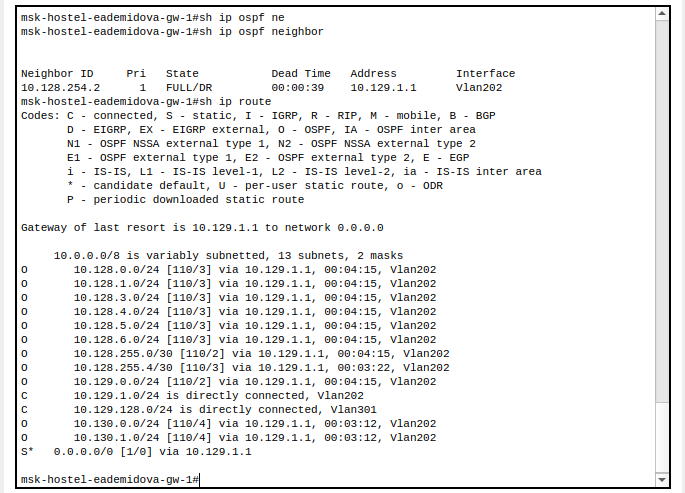 msk-hostel-eademidova-gw-1#sh ip ospf ne
msk-hostel-eademidova-gw-1#sh ip ospf neighbor
Neighbor ID     Pri   State           Dead Time   Address         Interface
10.128.254.2      1   FULL/DR         00:00:39    10.129.1.1      Vlan202
msk-hostel-eademidova-gw-1#sh ip route
Codes: C - connected, S - static, I - IGRP, R - RIP, M - mobile, B - BGP
       D - EIGRP, EX - EIGRP external, O - OSPF, IA - OSPF inter area
       N1 - OSPF NSSA external type 1, N2 - OSPF NSSA external type 2
       E1 - OSPF external type 1, E2 - OSPF external type 2, E - EGP
       i - IS-IS, L1 - IS-IS level-1, L2 - IS-IS level-2, ia - IS-IS inter area
       * - candidate default, U - per-user static route, o - ODR
       P - periodic downloaded static route
Gateway of last resort is 10.129.1.1 to network 0.0.0.0
     10.0.0.0/8 is variably subnetted, 13 subnets, 2 masks
O       10.128.0.0/24 [110/3] via 10.129.1.1, 00:04:15, Vlan202
O       10.128.1.0/24 [110/3] via 10.129.1.1, 00:04:15, Vlan202
O       10.128.3.0/24 [110/3] via 10.129.1.1, 00:04:15, Vlan202
O       10.128.4.0/24 [110/3] via 10.129.1.1, 00:04:15, Vlan202
O       10.128.5.0/24 [110/3] via 10.129.1.1, 00:04:15, Vlan202
O       10.128.6.0/24 [110/3] via 10.129.1.1, 00:04:15, Vlan202
O       10.128.255.0/30 [110/2] via 10.129.1.1, 00:04:15, Vlan202
O       10.128.255.4/30 [110/3] via 10.129.1.1, 00:03:22, Vlan202
O       10.129.0.0/24 [110/2] via 10.129.1.1, 00:04:15, Vlan202
C       10.129.1.0/24 is directly connected, Vlan202
C       10.129.128.0/24 is directly connected, Vlan301
O       10.130.0.0/24 [110/4] via 10.129.1.1, 00:03:12, Vlan202
O       10.130.1.0/24 [110/4] via 10.129.1.1, 00:03:12, Vlan202
S*   0.0.0.0/0 [1/0] via 10.129.1.1
msk-hostel-eademidova-gw-1#